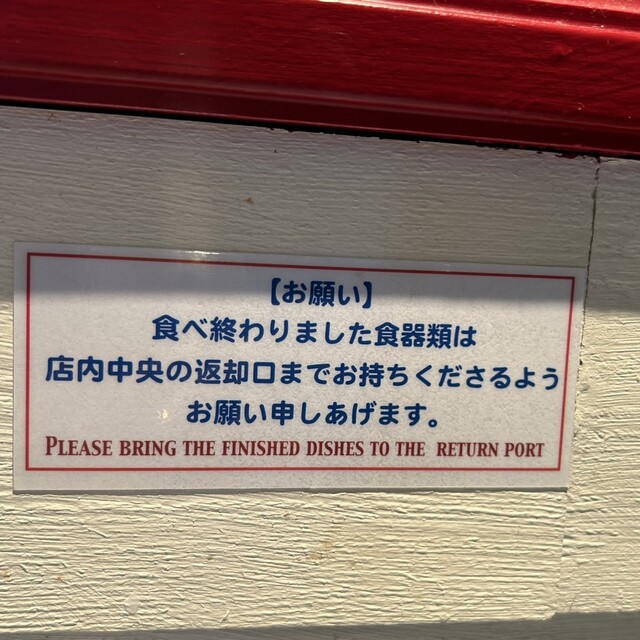 【お願い】
食べ終わりました食器類は
店内中央の返却口までお持ちくださるよう
お願い申しあげます。
PLEASE BRING THE FINISHED DISHES TO THE RETURN PORT